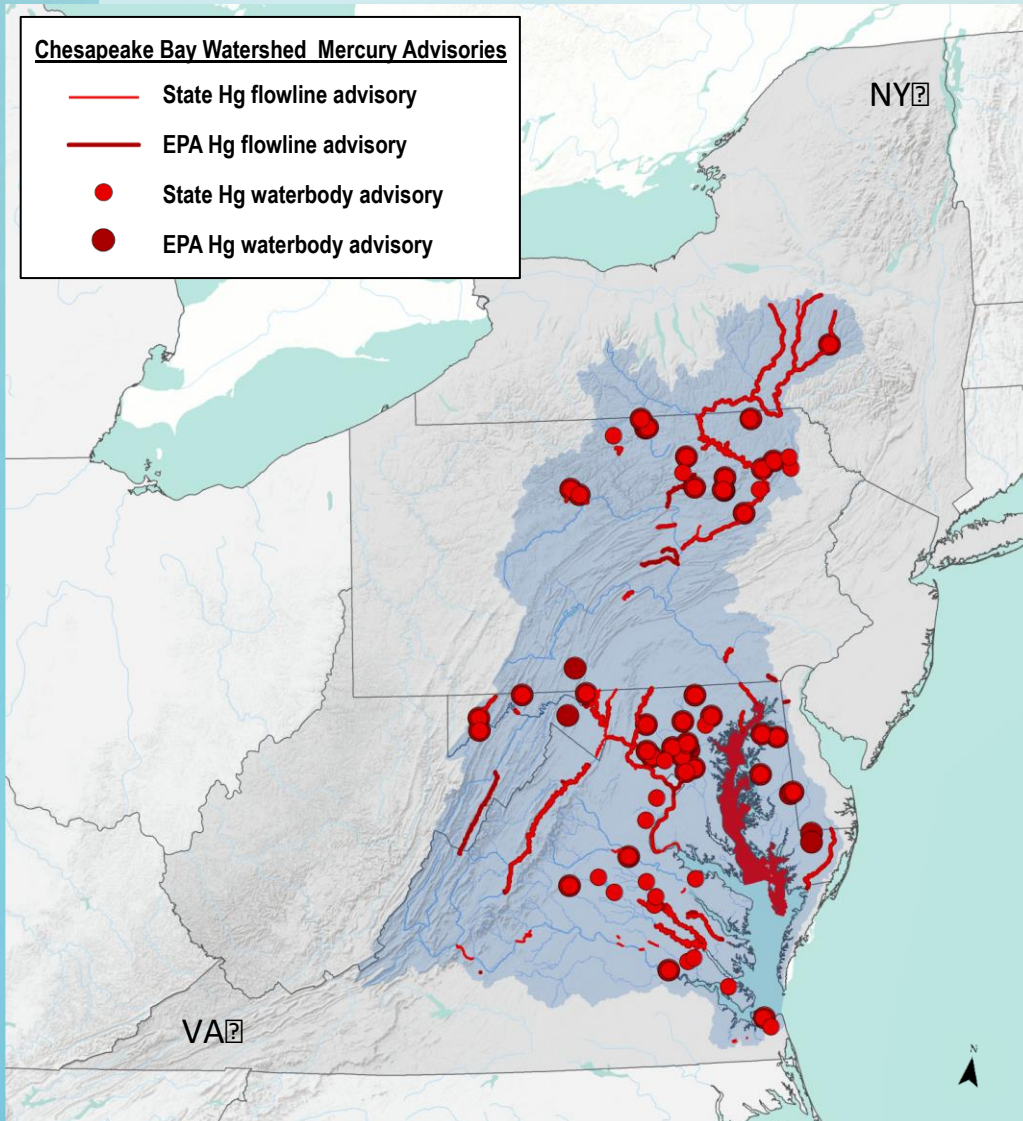 Chesapeake Bay Watershed Mercury Advisories
State Hg flowline advisory
EPA Hg flowline advisory
State Hg waterbody advisory
EPA Hg waterbody advisory
NY⍰
VA⍰
N